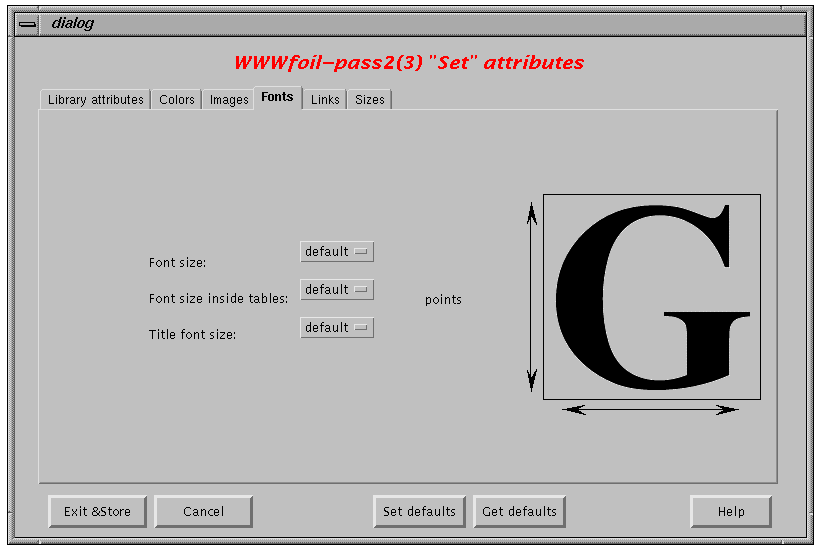 dialog
WWWfoil-pass2(3) "Set" attributes
Library attributes Colors Images Fonts Links Sizes
Font size: default
Font size inside tables: default points
Title font size: default
G
Exit &Store Cancel Set defaults Get defaults Help